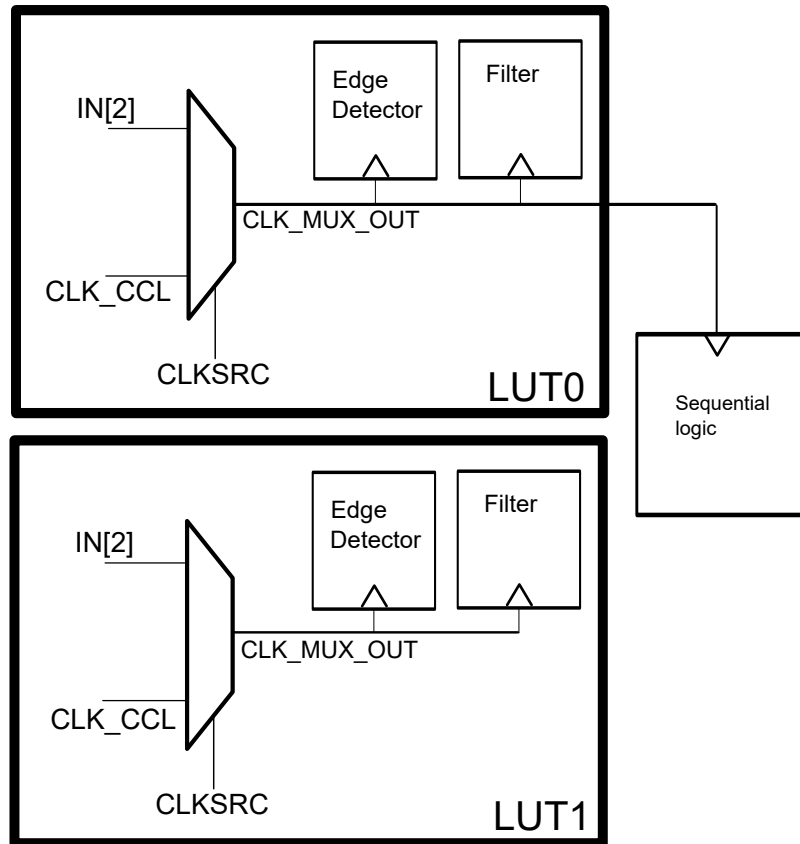 Edge
Detector
Filter
IN[2]
CLK_MUX_OUT
CLK_CCL
CLKSRC
LUT0
Sequential
logic
Edge
Detector
Filter
IN[2]
CLK_MUX_OUT
CLK_CCL
CLKSRC
LUT1